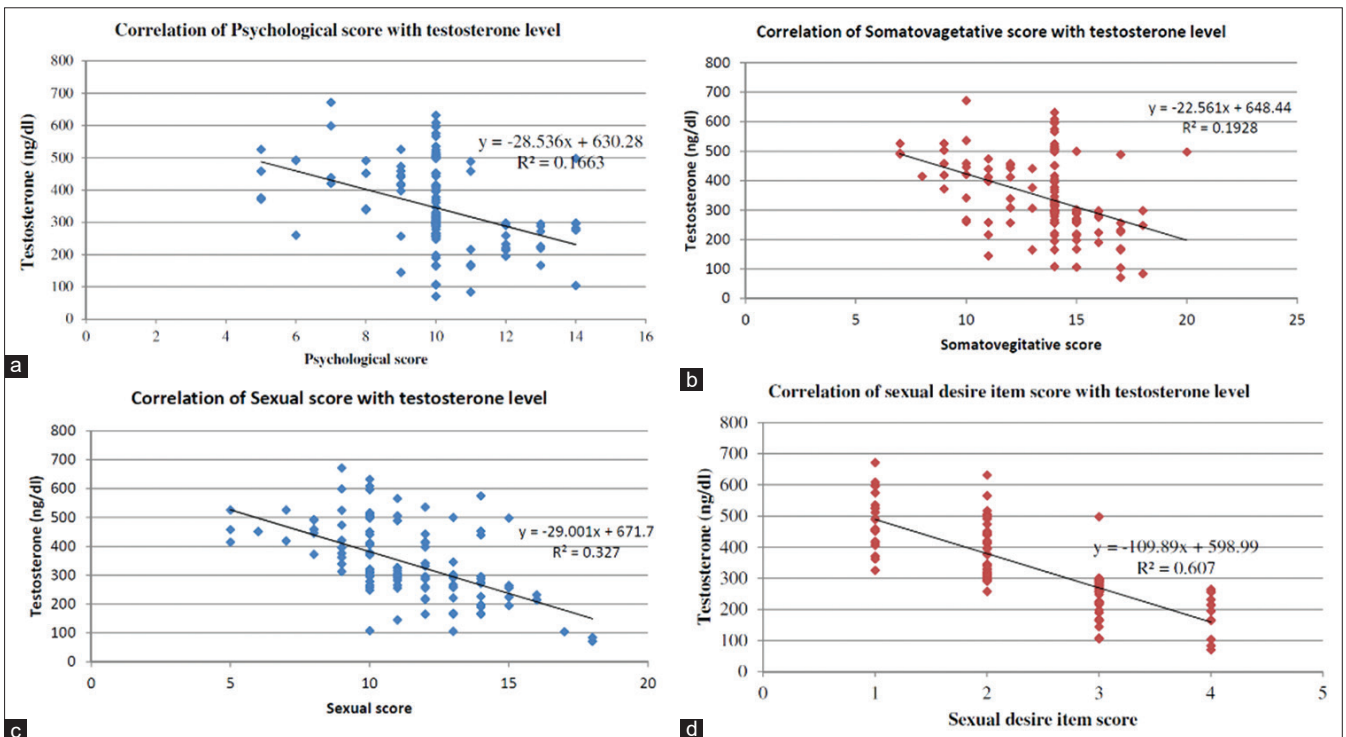 Correlation of Psychological score with testosterone level
800
700
600
500
400
300
200
100
0
Testosterone (ng/dl)
y = -28.536x + 630.28
R² = 0.1663
0 2 4 6 8 10 12 14 16
Psychological score
a
Correlation of Somatovagetative score with testosterone level
800
700
600
500
400
300
200
100
0
Testosterone (ng/dl)
y = -22.561x + 648.44
R² = 0.1928
0 5 10 15 20 25
Somatovegitative score
b
Correlation of Sexual score with testosterone level
800
700
600
500
400
300
200
100
0
Testosterone (ng/dl)
y = -29.001x + 671.7
R² = 0.327
0 5 10 15 20
Sexual score
c
Correlation of sexual desire item score with testosterone level
800
700
600
500
400
300
200
100
0
Testosterone (ng/dl)
y = -109.89x + 598.99
R² = 0.607
0 1 2 3 4 5
Sexual desire item score
d